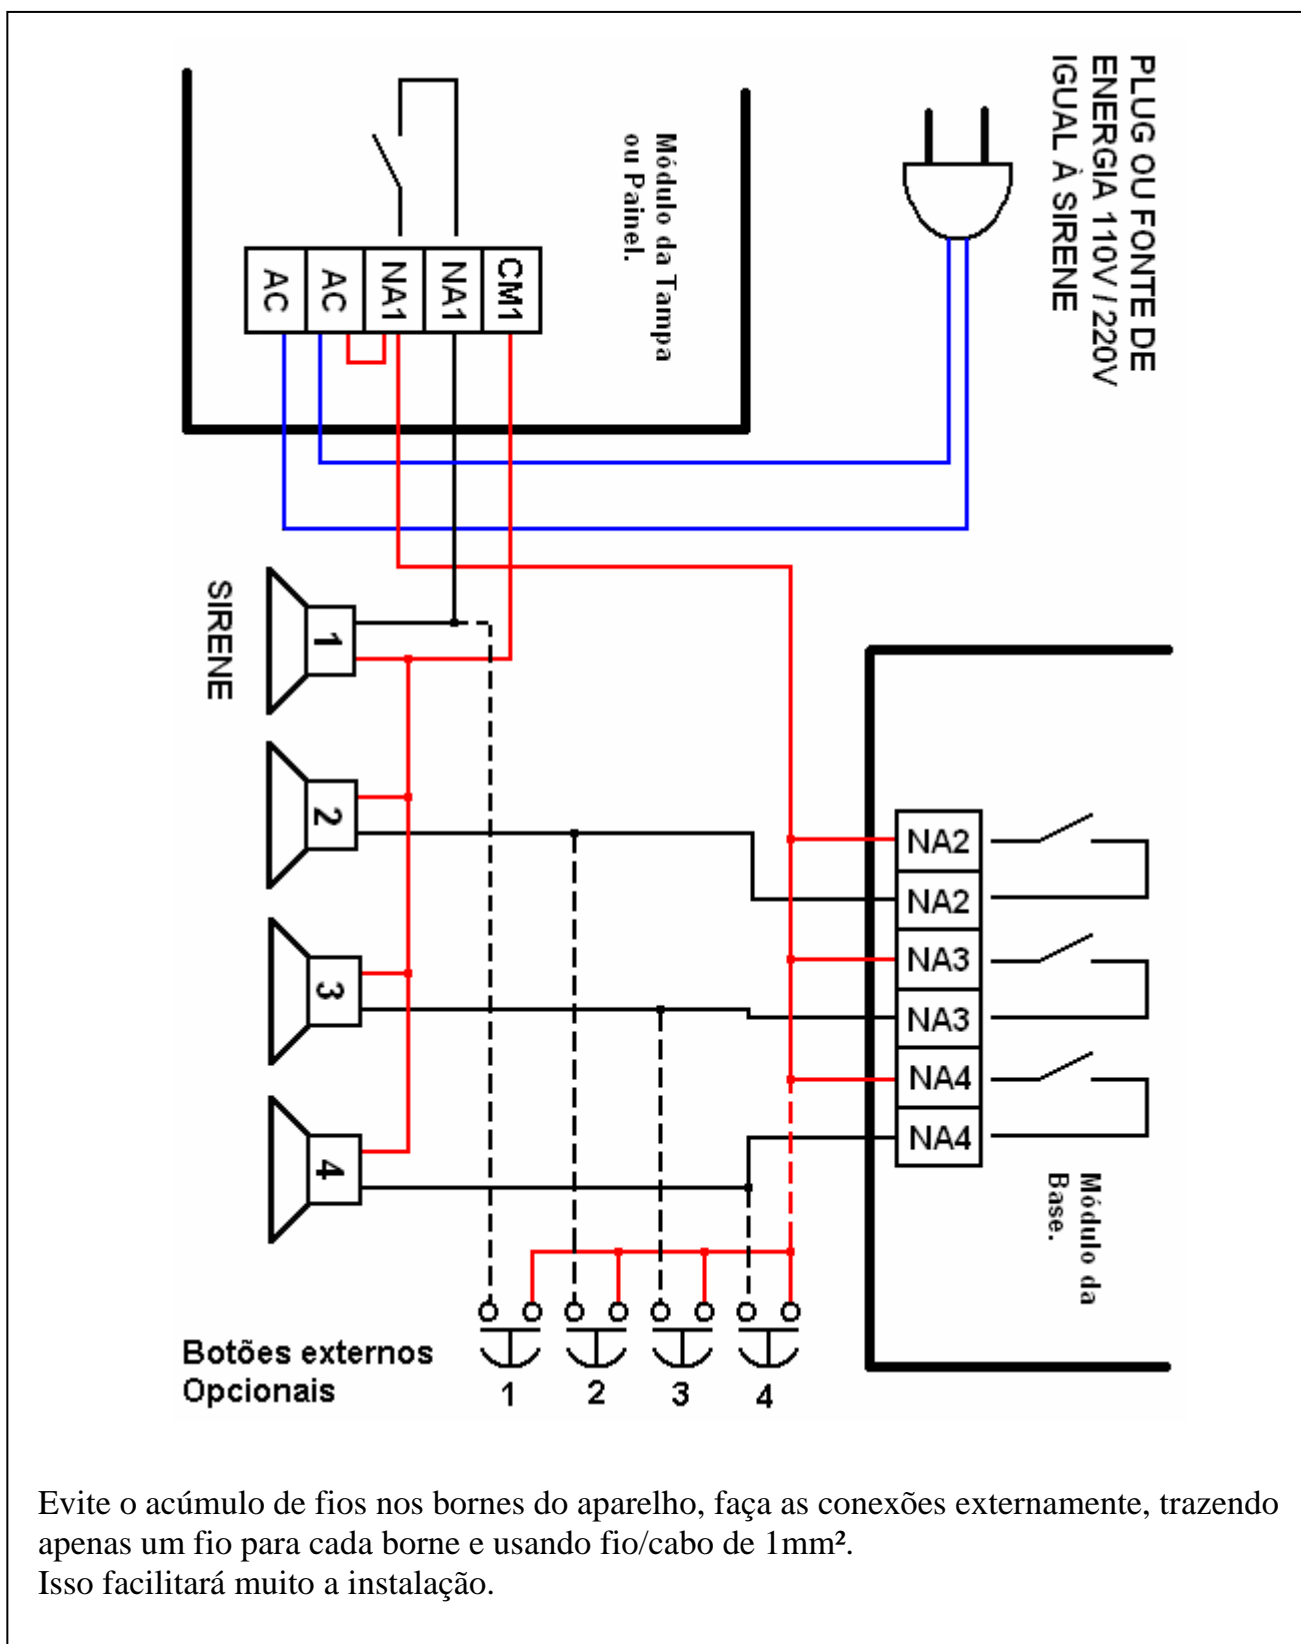 PLUG OU FONTE DE
ENERGIA 110V / 220V
IGUAL À SIRENE
Módulo da Tampa
ou Painel.
AC
AC
NA1
NA1
CM1
SIRENE
1
2
3
4
NA2
NA2
NA3
NA3
NA4
NA4
Módulo da
Base.
Botões externos
Opcionais
1 2 3 4
Evite o acúmulo de fios nos bornes do aparelho, faça as conexões externamente, trazendo
apenas um fio para cada borne e usando fio/cabo de 1mm².
Isso facilitará muito a instalação.